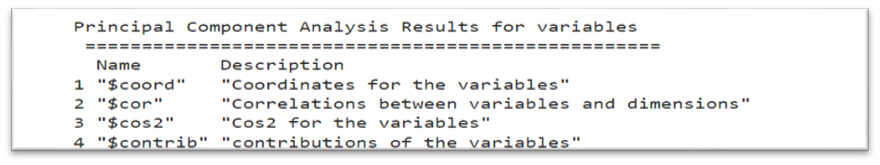 Principal Component Analysis Results for variables
===================================================
Name Description
1 "$coord" "Coordinates for the variables"
2 "$cor" "Correlations between variables and dimensions"
3 "$cos2" "Cos2 for the variables"
4 "$contrib" "contributions of the variables"